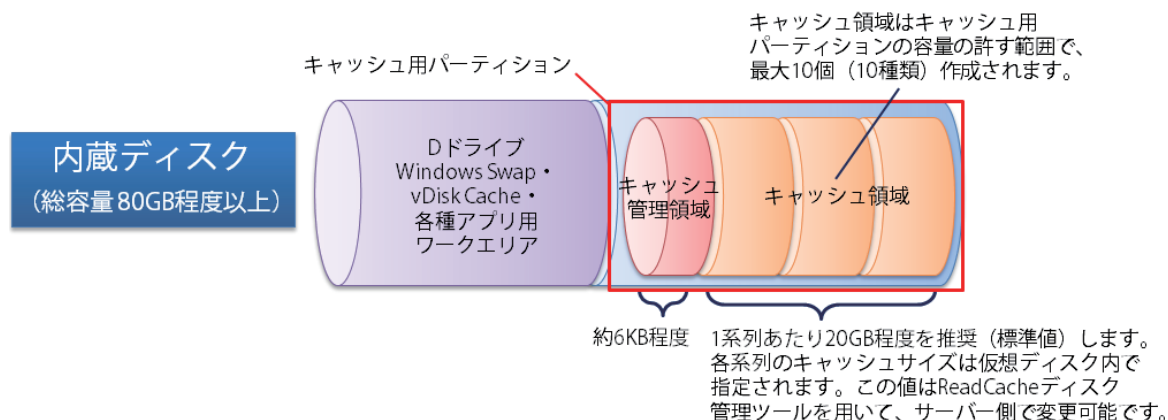 キャッシュ領域はキャッシュ用
パーティションの容量の許す範囲で、
最大10個（10種類）作成されます。
キャッシュ用パーティション
内蔵ディスク
（総容量 80GB程度以上）
Dドライブ
Windows Swap・
vDisk Cache・
各種アプリ用
ワークエリア
キャッシュ
管理領域
キャッシュ領域
約6KB程度
1系列あたり20GB程度を推奨（標準値）します。
各系列のキャッシュサイズは仮想ディスク内で
指定されます。この値はReadCacheディスク
管理ツールを用いて、サーバー側で変更可能です。